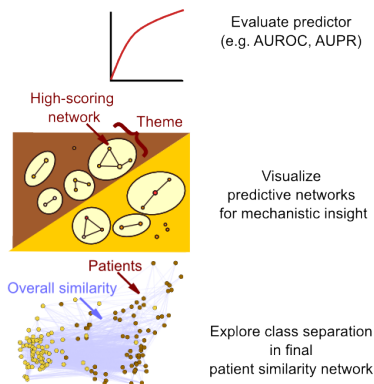 Evaluate predictor
(e.g. AUROC, AUPR)
High-scoring
network
Theme
Visualize
predictive networks
for mechanistic insight
Patients
Overall similarity
Explore class separation
in final
patient similarity network